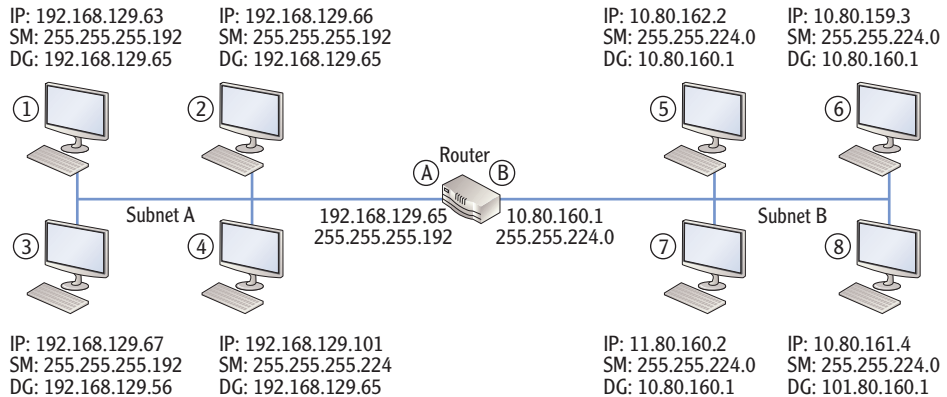 IP: 192.168.129.63
SM: 255.255.255.192
DG: 192.168.129.65
IP: 192.168.129.66
SM: 255.255.255.192
DG: 192.168.129.65
IP: 10.80.162.2
SM: 255.255.224.0
DG: 10.80.160.1
IP: 10.80.159.3
SM: 255.255.224.0
DG: 10.80.160.1
1
2
5
6
Router
A
B
Subnet A
192.168.129.65
255.255.255.192
10.80.160.1
255.255.224.0
Subnet B
3
4
7
8
IP: 192.168.129.67
SM: 255.255.255.192
DG: 192.168.129.56
IP: 192.168.129.101
SM: 255.255.255.224
DG: 192.168.129.65
IP: 11.80.160.2
SM: 255.255.224.0
DG: 10.80.160.1
IP: 10.80.161.4
SM: 255.255.224.0
DG: 101.80.160.1